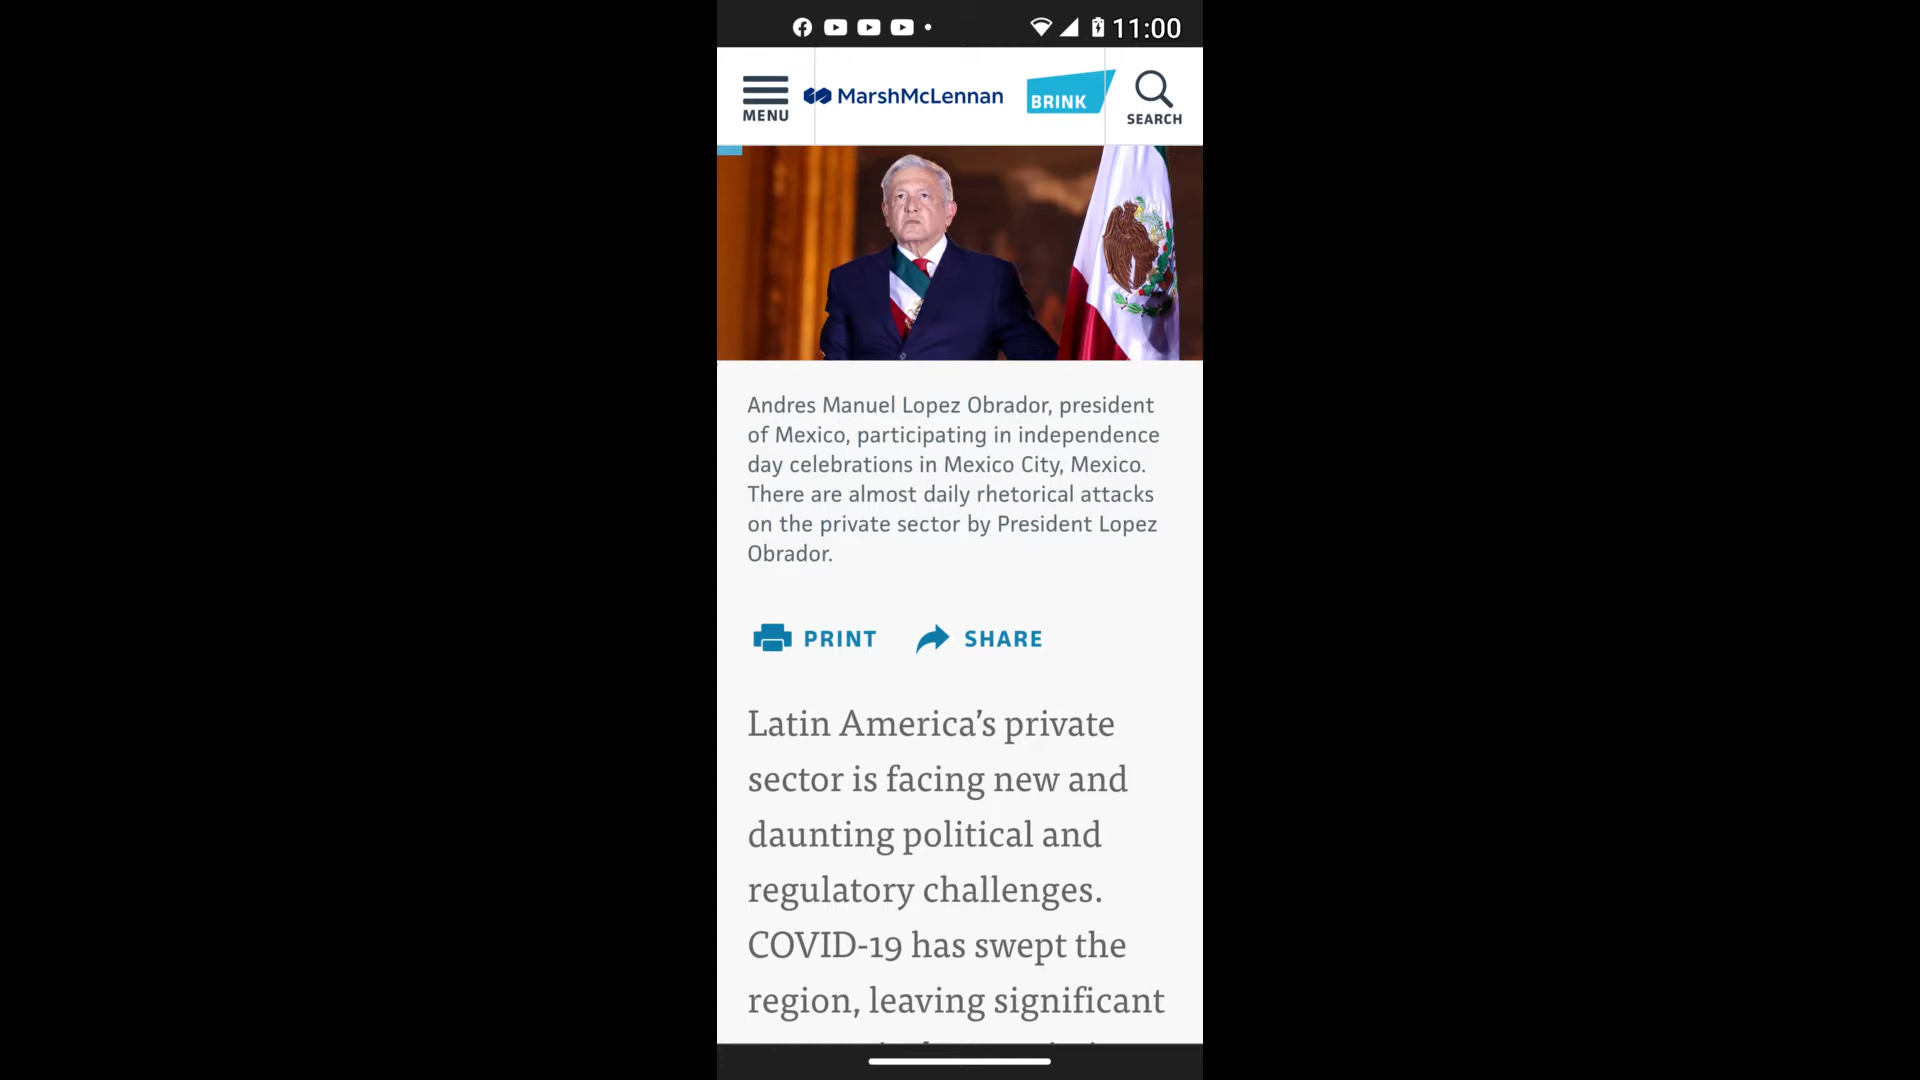 11:00
MENU
MarshMcLennan
BRINK
SEARCH
Andres Manuel Lopez Obrador, president
of Mexico, participating in independence
day celebrations in Mexico City, Mexico.
There are almost daily rhetorical attacks
on the private sector by President Lopez
Obrador.
PRINT
SHARE
Latin America’s private
sector is facing new and
daunting political and
regulatory challenges.
COVID-19 has swept the
region, leaving significant